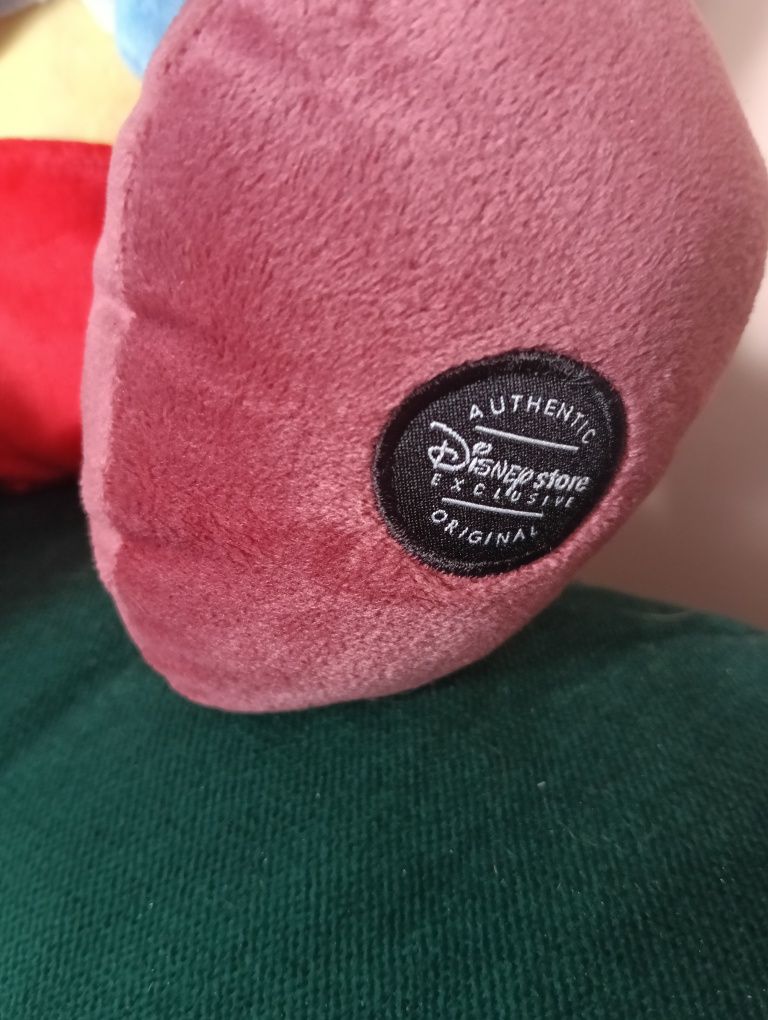 AUTHENTIC
Disney store
EXCLUSIVE
ORIGINAL